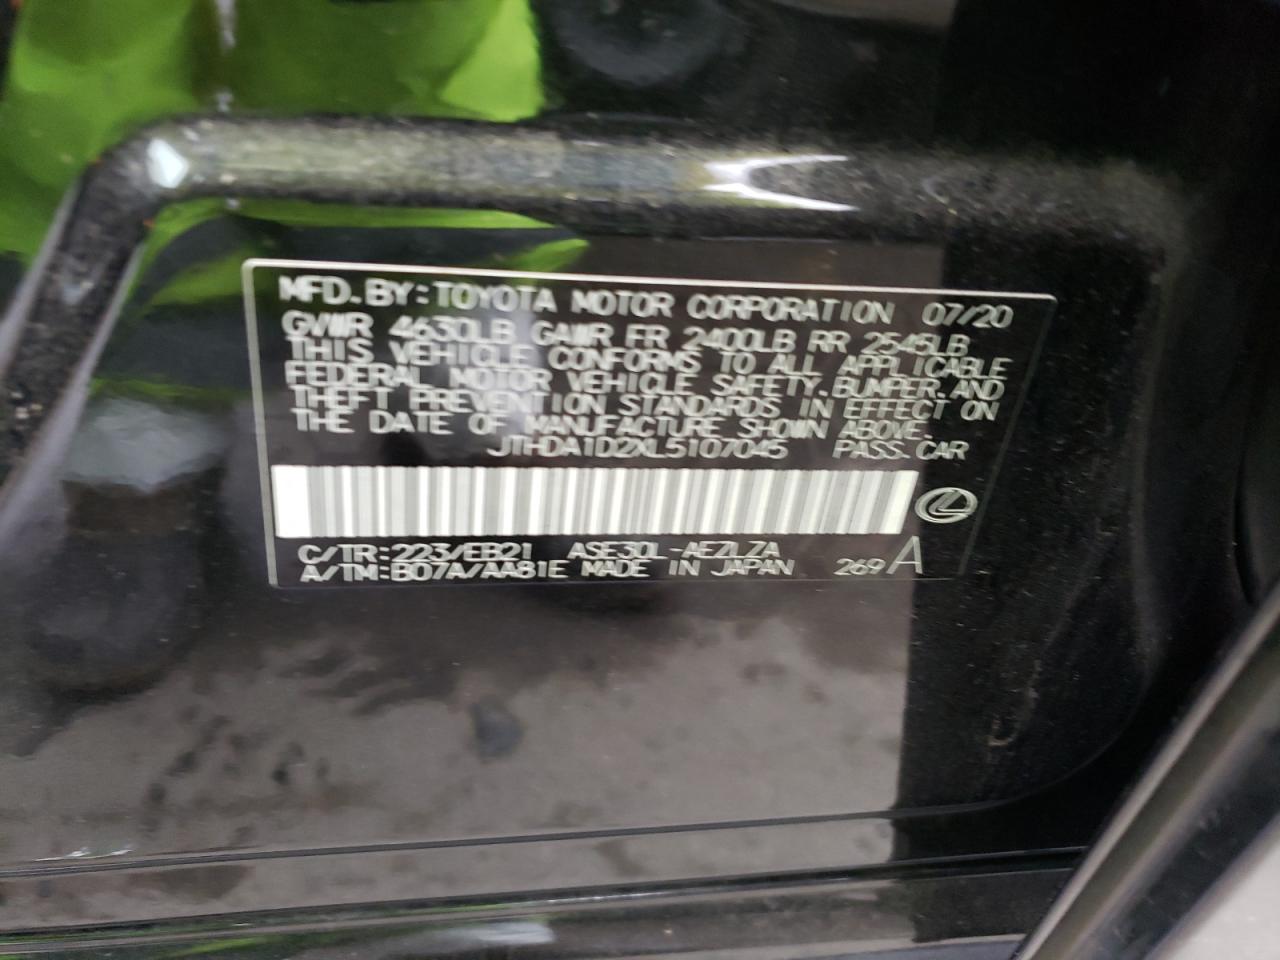 MFD. BY: TOYOTA MOTOR CORPORATION 07/20
GVWR 4630LB GAWR FR 2400LB RR 2545LB
THIS VEHICLE CONFORMS TO ALL APPLICABLE
FEDERAL MOTOR VEHICLE SAFETY, BUMPER, AND
THEFT PREVENTION STANDARDS IN EFFECT ON
THE DATE OF MANUFACTURE SHOWN ABOVE.
JTHDA1D2XL5107045 PASS. CAR
C/TR: 223/EB21 ASE30L-AEZLZA
A/TM: B07A/AA81E MADE IN JAPAN 269 A